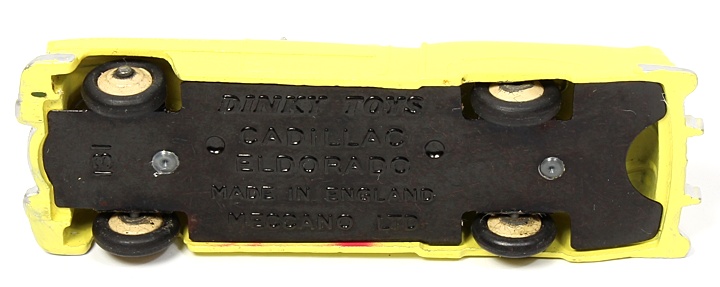 DINKY TOYS
CADILLAC
ELDORADO
MADE IN ENGLAND
MECCANO LTD
131